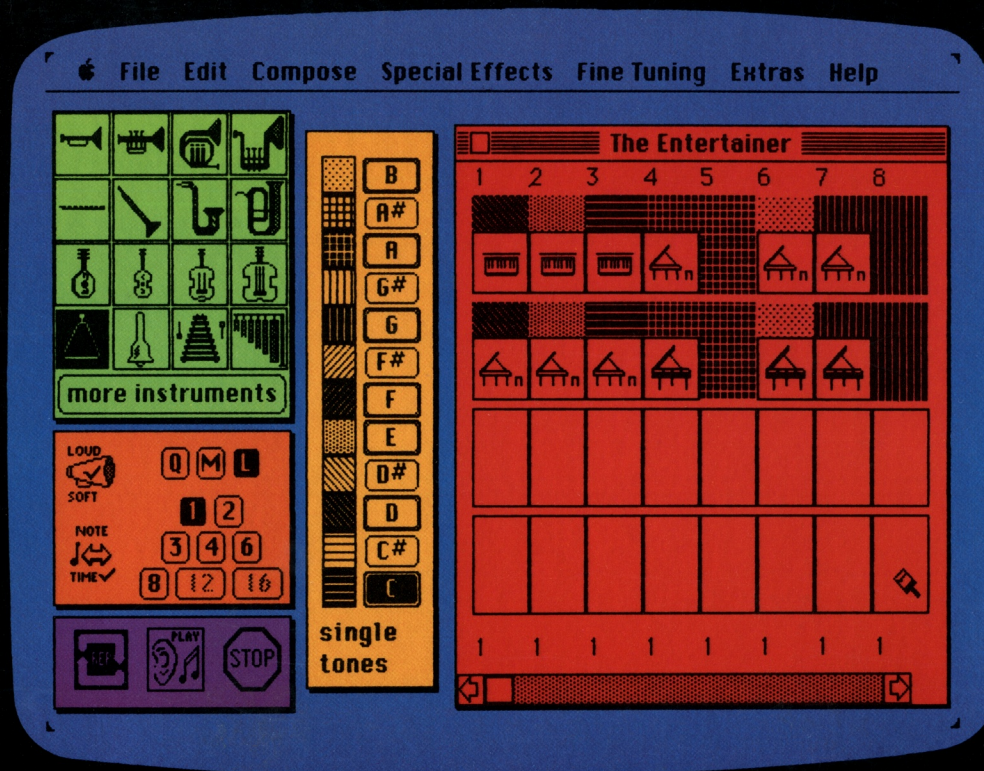 File Edit Compose Special Effects Fine Tuning Extras Help
The Entertainer
1 2 3 4 5 6 7 8
n n n
n n n
1 1 1 1 1 1 1 1
B
A#
A
G#
G
F#
F
E
D#
D
C#
C
single
tones
more instruments
LOUD
SOFT
Q M L
1 2
NOTE
3 4 6
TIME
8 12 16
REP
PLAY
STOP